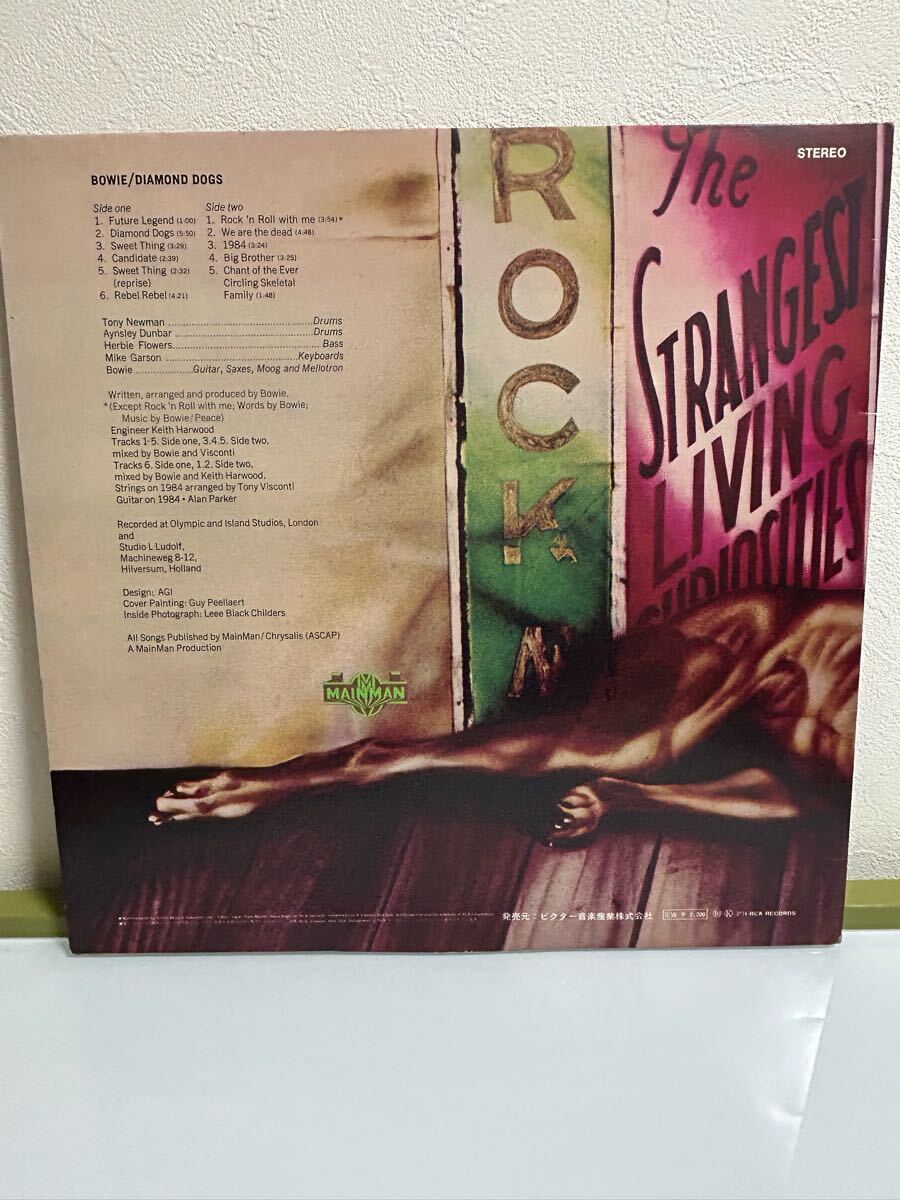 STEREO
BOWIE/DIAMOND DOGS
Side one
1. Future Legend (1:00)
2. Diamond Dogs (5:50)
3. Sweet Thing (3:29)
4. Candidate (2:39)
5. Sweet Thing (2:32)
(reprise)
6. Rebel Rebel (4:21)
Side two
1. Rock 'n Roll with me (3:54)*
2. We are the dead (4:48)
3. 1984 (3:24)
4. Big Brother (3:25)
5. Chant of the Ever
Circling Skeletal
Family (1:48)
Tony Newman ........ Drums
Aynsley Dunbar ........ Drums
Herbie Flowers ........ Bass
Mike Garson ........ Keyboards
Bowie ........ Guitar, Saxes, Moog and Mellotron
Written, arranged and produced by Bowie.
*(Except Rock 'n Roll with me; Words by Bowie;
Music by Bowie/Peace)
Engineer Keith Harwood
Tracks 1-5. Side one, 3.4.5. Side two,
mixed by Bowie and Visconti
Tracks 6. Side one, 1.2. Side two,
mixed by Bowie and Keith Harwood.
Strings on 1984 arranged by Tony Visconti
Guitar on 1984 • Alan Parker
Recorded at Olympic and Island Studios, London
and
Studio L Ludolf,
Machineweg 8-12,
Hilversum, Holland
Design: AGI
Cover Painting: Guy Peellaert
Inside Photograph: Leee Black Childers
All Songs Published by MainMan/Chrysalis (ASCAP)
A MainMan Production
MAINMAN
ROCK N
The
STRANGEST
LIVING
CURIOSITIES
発売元：ビクター音楽産業株式会社
¥ 2,200
1974 RCA RECORDS